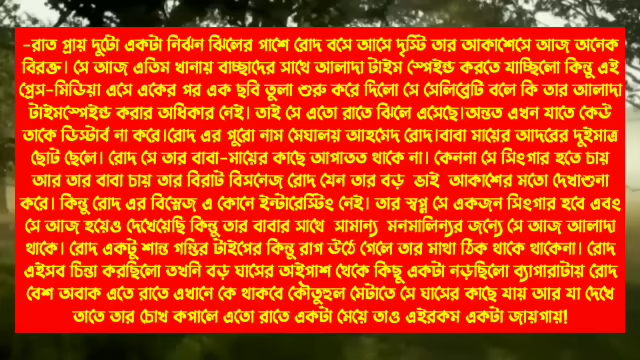 -রাত প্রায় দুটো একটা নির্ঝন ঝিলের পাশে রোদ বসে আসে দৃস্টি তার আকাশেসে আজ অনেক
বিরক্ত। সে আজ এতিম খানায় বাচ্ছাদের সাথে আলাদা টাইম স্পেইন্ড করতে যাচ্ছিলো কিন্তু এই
প্রেস-মিডিয়া এসে একের পর এক ছবি তুলা শুরু করে দিলো সে সেলিব্রেটি বলে কি তার আলাদা
টাইমস্পেইন্ড করার অধিকার নেই। তাই সে এতো রাতে ঝিলে এসেছে।অন্তত এখন যাতে কেউ
তাকে ডিস্টার্ব না করে।রোদ এর পুরো নাম মেঘালয় আহমেদ রোদ।বাবা মায়ের আদরের দুইমাত্র
ছোট ছেলে। রোদ সে তার বাবা-মায়ের কাছে আপাতত থাকে না। কেননা সে সিংগার হতে চায়
আর তার বাবা চায় তার বিরাট বিসনেজ রোদ যেন তার বড় ভাই আকাশের মতো দেখাশুনা
করে। কিন্তু রোদ এর বিস্নেজ এ কোনে ইন্টারেস্টিং নেই। তার স্বপ্ন সে একজন সিংগার হবে এবং
সে আজ হয়েও দেখেয়েছি কিন্তু তার বাবার সাথে সামান্য মনমালিন্যর জন্যে সে আজ আলাদা
থাকে। রোদ একটু শান্ত গম্ভির টাইপের কিন্তু রাগ উঠে গেলে তার মাথা ঠিক থাকে থাকেনা। রোদ
এইসব চিন্তা করছিলো তখনি বড় ঘাসের অইপাশ থেকে কিছু একটা নড়ছিলো ব্যাপারাটায় রোদ
বেশ অবাক এতে রাতে এখানে কে থাকবে কৌতুহুল মেটাতে সে ঘাসের কাছে যায় আর যা দেখে
তাতে তার চোখ কপালে এতো রাতে একটা মেয়ে তাও এইরকম একটা জায়গায়!